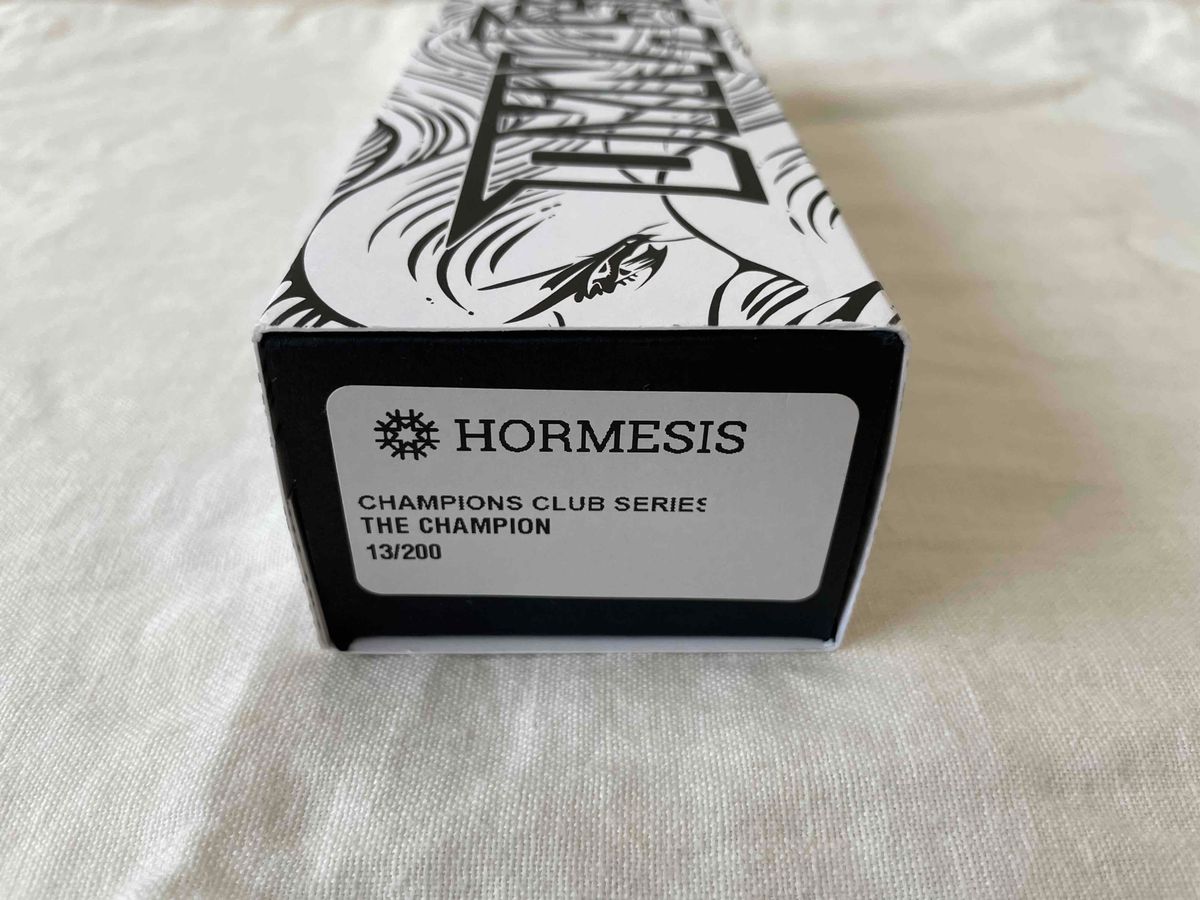 HORMESIS
CHAMPIONS CLUB SERIES
THE CHAMPION
13/200